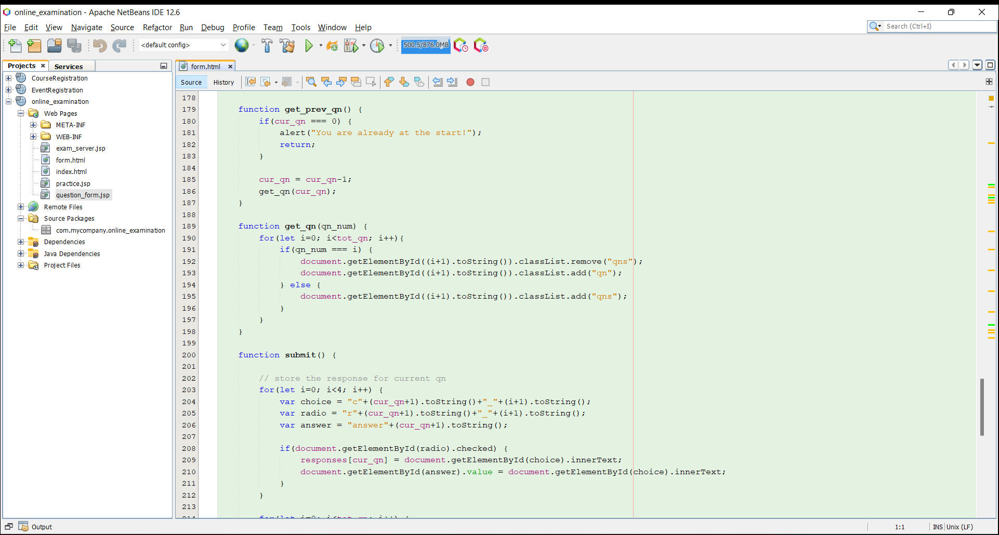 online_examination - Apache NetBeans IDE 12.6
File Edit View Navigate Source Refactor Run Debug Profile Team Tools Window Help
Search (Ctrl+I)
<default config>
500.5/876.0MB
Projects Services
form.html
CourseRegistration
EventRegistration
online_examination
Web Pages
META-INF
WEB-INF
exam_server.jsp
form.html
index.html
practice.jsp
question_form.jsp
Remote Files
Source Packages
com.mycompany.online_examination
Dependencies
Java Dependencies
Project Files
Source History
178
179 function get_prev_qn() {
180 if(cur_qn === 0) {
181 alert("You are already at the start!");
182 return;
183 }
184
185 cur_qn = cur_qn-1;
186 get_qn(cur_qn);
187 }
188
189 function get_qn(qn_num) {
190 for(let i=0; i<tot_qn; i++){
191 if(qn_num === i) {
192 document.getElementById((i+1).toString()).classList.remove("qns");
193 document.getElementById((i+1).toString()).classList.add("qn");
194 } else {
195 document.getElementById((i+1).toString()).classList.add("qns");
196 }
197 }
198 }
199
200 function submit() {
201
202 // store the response for current qn
203 for(let i=0; i<4; i++) {
204 var choice = "c"+(cur_qn+1).toString()+"_"+(i+1).toString();
205 var radio = "r"+(cur_qn+1).toString()+"_"+(i+1).toString();
206 var answer = "answer"+(cur_qn+1).toString();
207
208 if(document.getElementById(radio).checked) {
209 responses[cur_qn] = document.getElementById(choice).innerText;
210 document.getElementById(answer).value = document.getElementById(choice).innerText;
211 }
212 }
213
214 for(let i=0; i<tot_qn; i++) {
Output
1:1 INS Unix (LF)